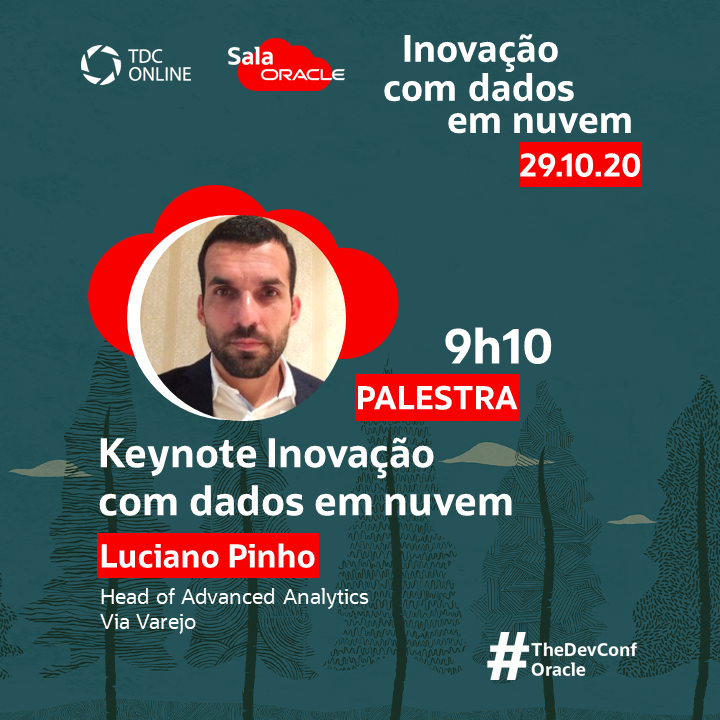 TDC
ONLINE
Sala
ORACLE
Inovação
com dados
em nuvem
29.10.20
9h10
PALESTRA
Keynote Inovação
com dados em nuvem
Luciano Pinho
Head of Advanced Analytics
Via Varejo
#TheDevConf
Oracle